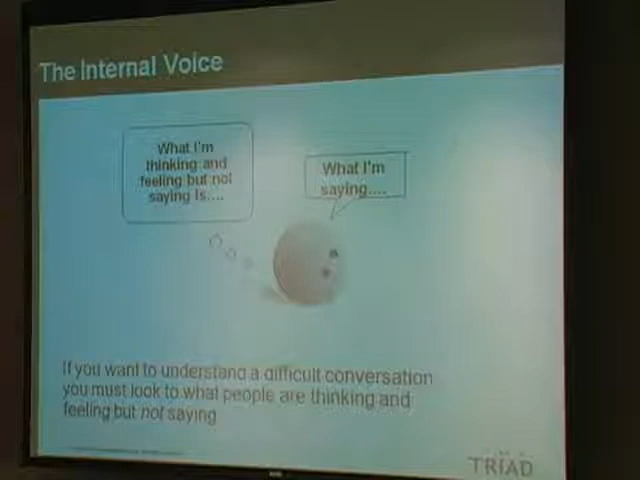 The Internal Voice
What I'm
thinking and
feeling but not
saying is....
What I'm
saying....
If you want to understand a difficult conversation
you must look to what people are thinking and
feeling but not saying
TRIAD